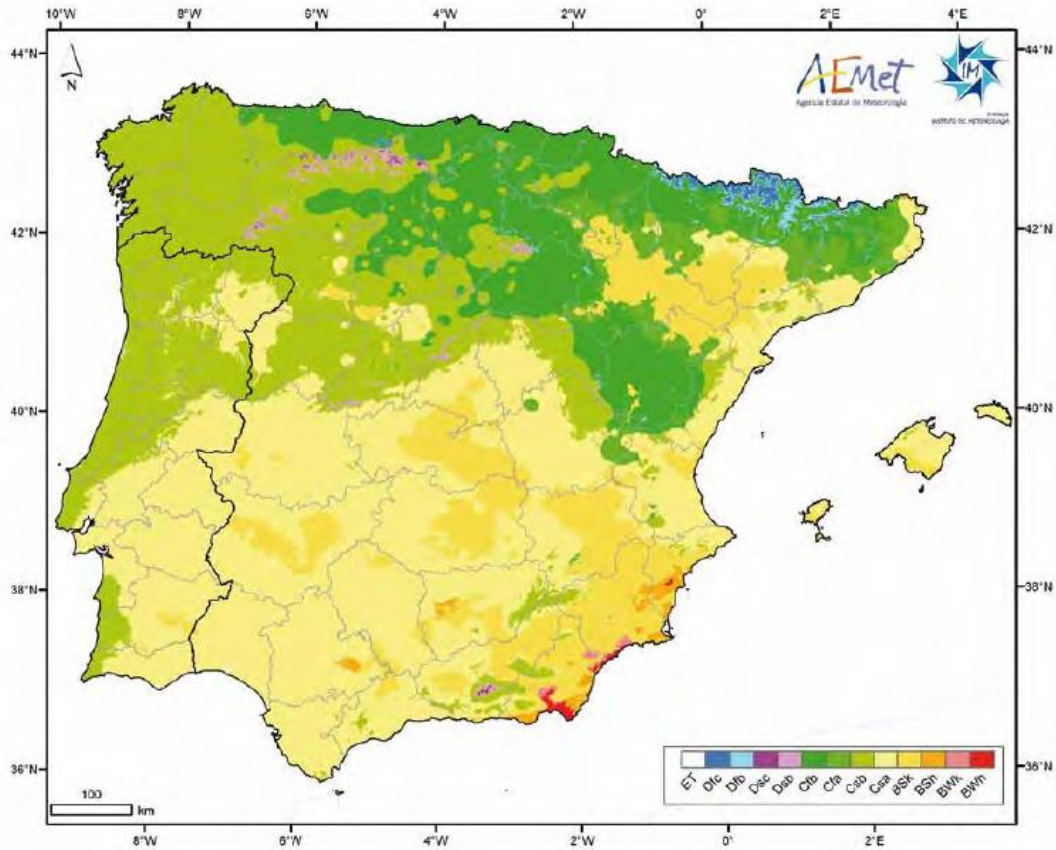 10°W 8°W 6°W 4°W 2°W 0° 2°E 4°E
44°N 44°N
N
AEMet
Agencia Estatal de Meteorología
IM
INSTITUTO DE METEOROLOGIA
42°N 42°N
40°N 40°N
38°N 38°N
36°N 36°N
ET Dfc Dfb Dsc Dsb Cfb Cfa Csb Csa BSk BSh BWk BWh
100
km
8°W 6°W 4°W 2°W 0° 2°E